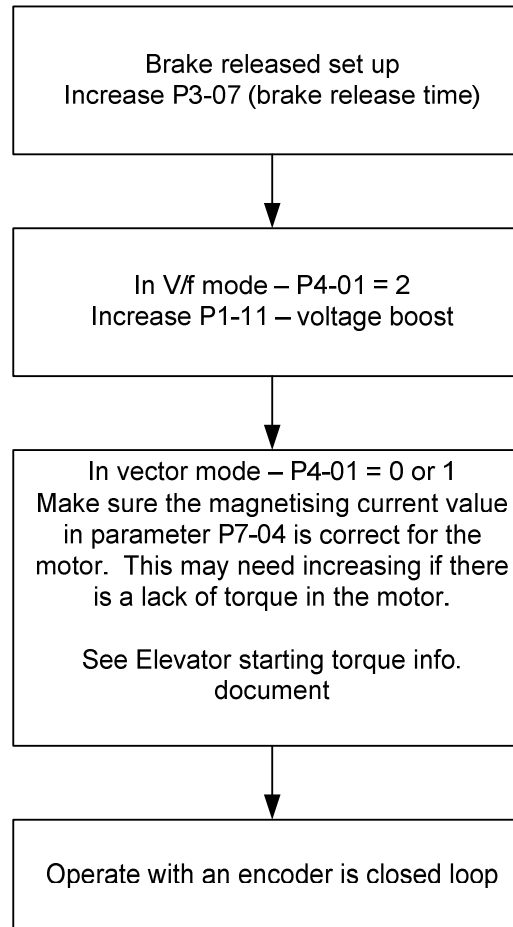 Brake released set up
Increase P3-07 (brake release time)
In V/f mode – P4-01 = 2
Increase P1-11 – voltage boost
In vector mode – P4-01 = 0 or 1
Make sure the magnetising current value
in parameter P7-04 is correct for the
motor.  This may need increasing if there
is a lack of torque in the motor.
See Elevator starting torque info.
document
Operate with an encoder is closed loop